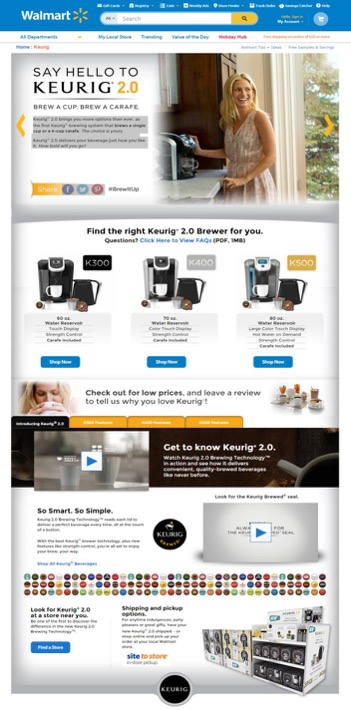 Gift Cards Registry Lists Weekly Ads Store Finder Track Order Savings Catcher Help
Walmart
All
Search
Hello. Sign In
My Account
All Departments
My Local Store
Trending
Value of the Day
Holiday Hub
Home Keurig
Walmart Tips + Ideas
Free Samples & Savings
SAY HELLO TO
KEURIG® 2.0
BREW A CUP. BREW A CARAFE.
Keurig™ 2.0 brings you more options than ever, as
the first Keurig™ brewing system that brews a single
cup or a 4-cup carafe. The choice is yours.
Keurig™ 2.0 delivers your beverage just how you like
it. How bold will you go?
Share
#BrewItUp
Find the right Keurig® 2.0 Brewer for you.
Questions? Click Here to View FAQs (PDF, 1MB)
K300
K400
K500
60 oz.
Water Reservoir
Touch Display
Strength Control
Carafe Included
70 oz.
Water Reservoir
Color Touch Display
Strength Control
Carafe Included
80 oz.
Water Reservoir
Large Color Touch Display
Hot Water on Demand
Strength Control
Carafe Included
Shop Now
Shop Now
Shop Now
Check out for low prices, and leave a review
to tell us why you love Keurig®!
Introducing Keurig® 2.0
K300 Features
K400 Features
K500 Features
Get to know Keurig® 2.0.
Watch Keurig 2.0 Brewing Technology™
in action and see how it delivers
convenient, quality-brewed beverages
like never before.
So Smart. So Simple.
Keurig 2.0 Brewing Technology™ reads each lid to
deliver a perfect beverage every time, all at the touch
of a button.
With the best Keurig® brewer technology, plus new
features like strength control, you're all set to enjoy
your brew, your way.
Shop All Keurig® Beverages
KEURIG
BREWED
Look for the Keurig Brewed® seal.
Look for Keurig® 2.0
at a store near you.
Be one of the first to discover
the difference in the new Keurig 2.0
Brewing Technology™.
Find a Store
Shipping and pickup
options.
For anytime indulgences, party
pleasers or great gifts, have your
new Keurig® 2.0 shipped - or
shop online and pick up your
order at your local Walmart
store.
site to store
in-store pickup
KEURIG